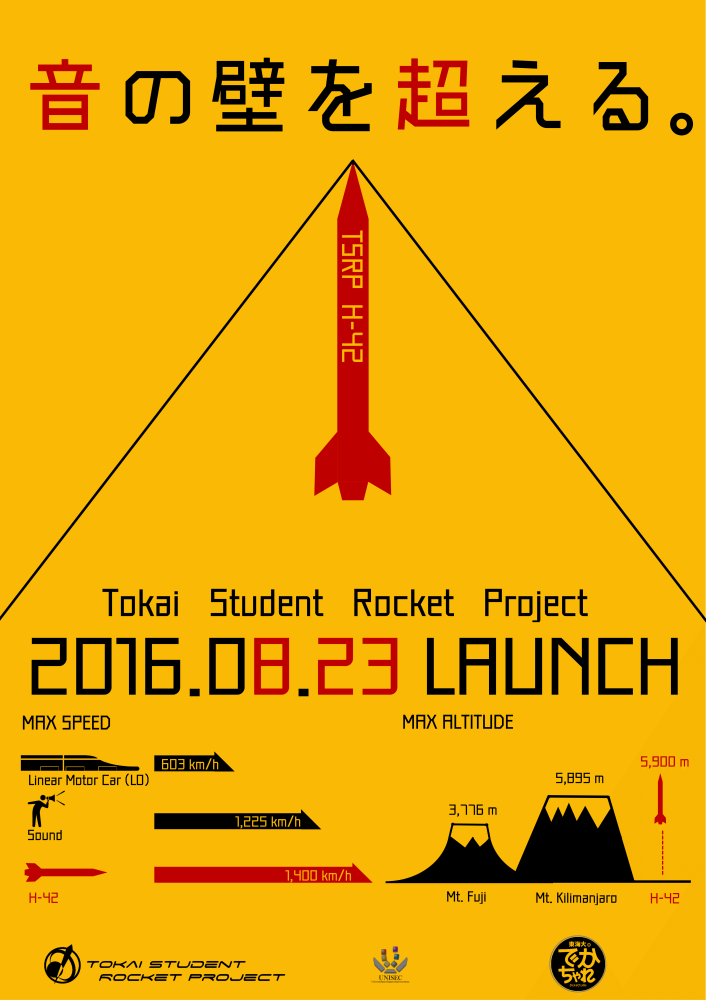 音の壁を超える。
TSRP H-42
Tokai Student Rocket Project
2016.08.23 LAUNCH
MAX SPEED
603 km/h
Linear Motor Car (L0)
1,225 km/h
Sound
1,400 km/h
H-42
MAX ALTITUDE
5,900 m
5,895 m
3,776 m
Mt. Fuji
Mt. Kilimanjaro
H-42
TOKAI STUDENT
ROCKET PROJECT
UNISEC
東海大の
でかちゃれ